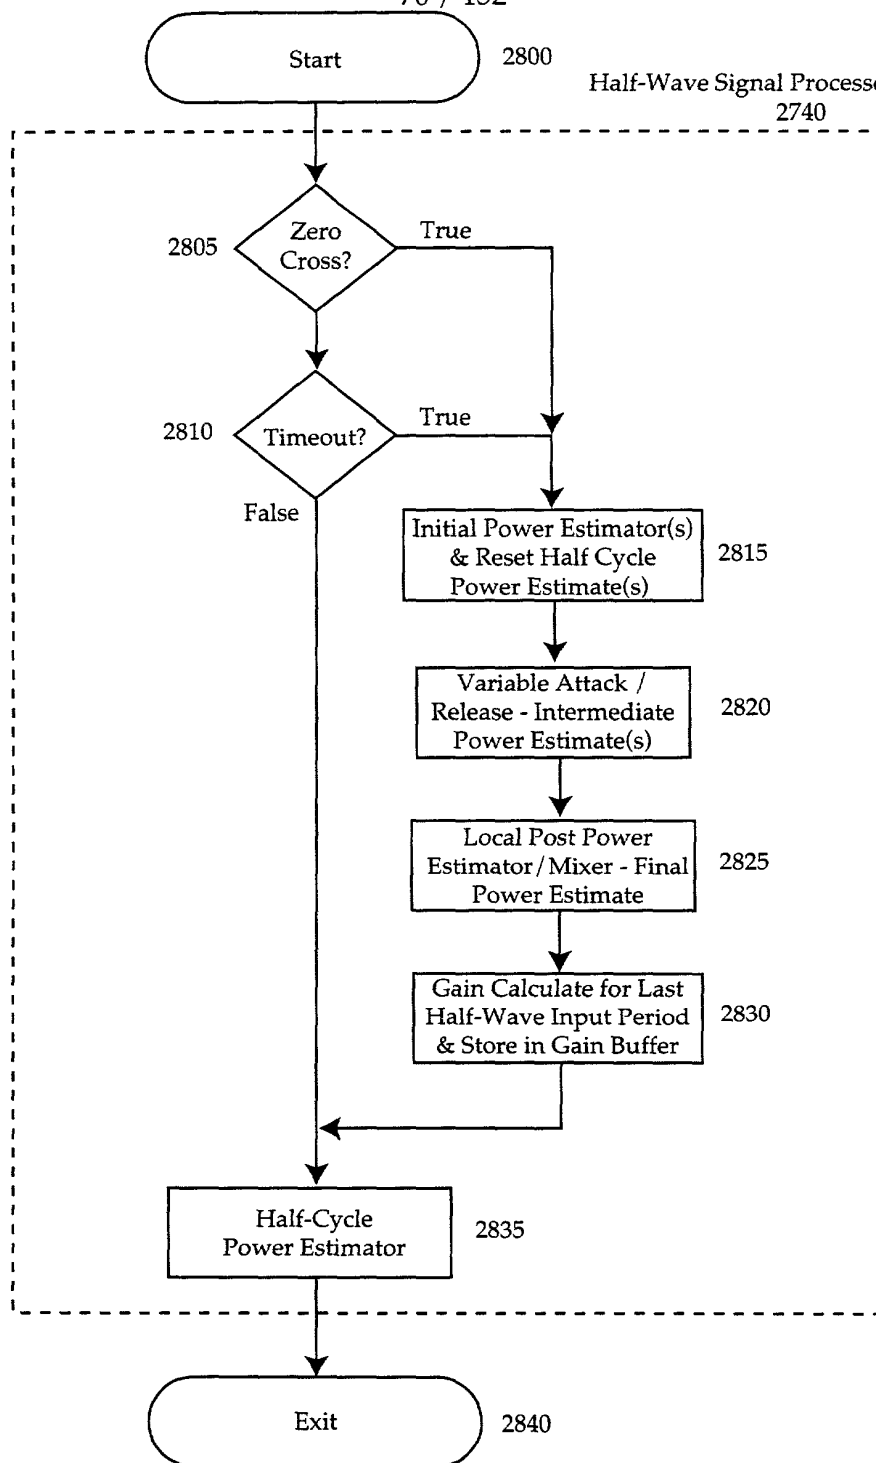 Start
2800
Half-Wave Signal
2740
Zero
Cross?
2805
True
Timeout?
2810
True
False
Initial Power Estimator(s)
& Reset Half Cycle
Power Estimate(s)
2815
Variable Attack /
Release - Intermediate
Power Estimate(s)
2820
Local Post Power
Estimator/Mixer - Final
Power Estimate
2825
Gain Calculate for Last
Half-Wave Input Period
& Store in Gain Buffer
2830
Half-Cycle
Power Estimator
2835
Exit
2840